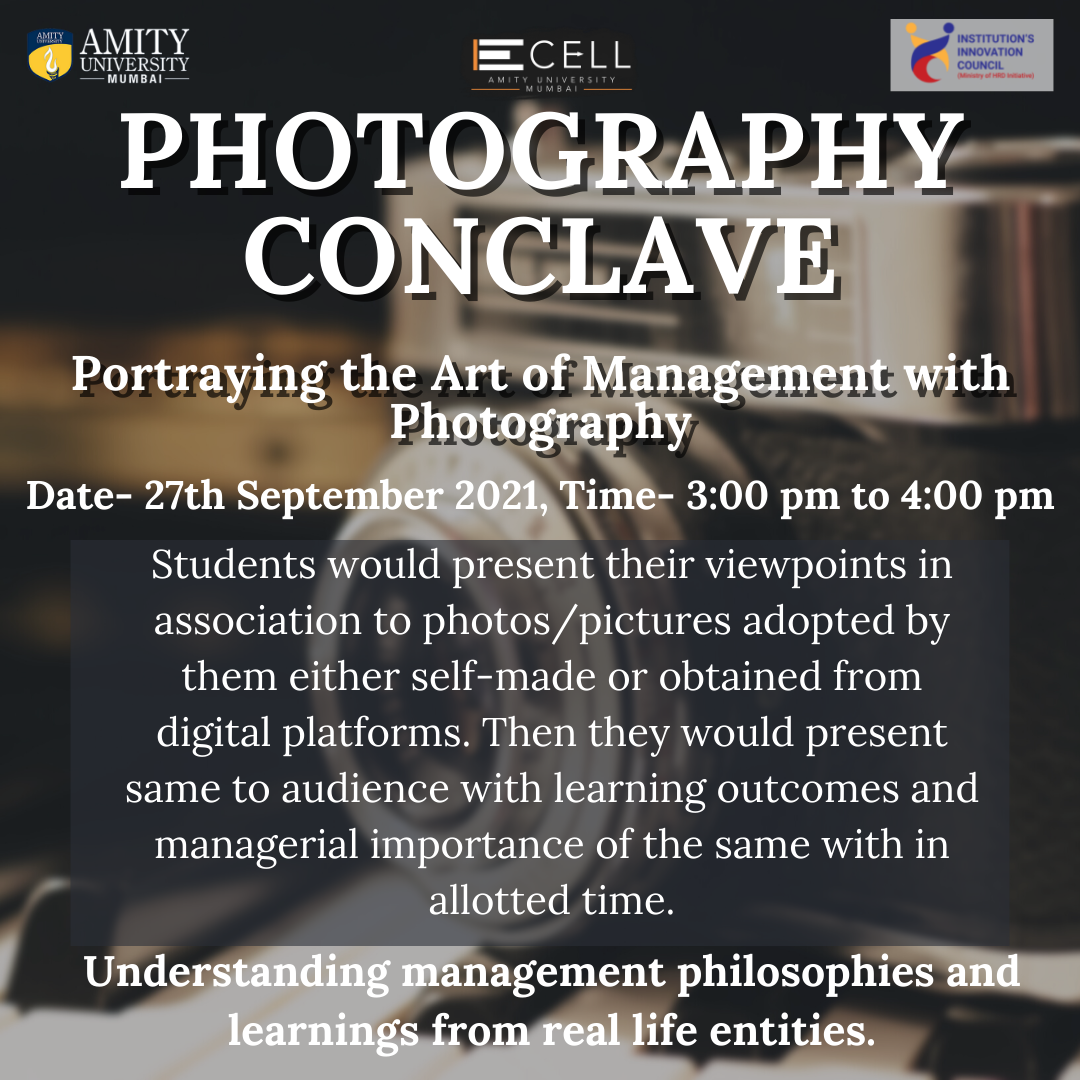 AMITY
UNIVERSITY
AMITY
UNIVERSITY
MUMBAI
ECELL
AMITY UNIVERSITY
MUMBAI
INSTITUTION'S
INNOVATION
COUNCIL
(Ministry of HRD Initiative)
PHOTOGRAPHY
CONCLAVE
Portraying the Art of Management with
Photography
Date- 27th September 2021, Time- 3:00 pm to 4:00 pm
Students would present their viewpoints in
association to photos/pictures adopted by
them either self-made or obtained from
digital platforms. Then they would present
same to audience with learning outcomes and
managerial importance of the same with in
allotted time.
Understanding management philosophies and
learnings from real life entities.